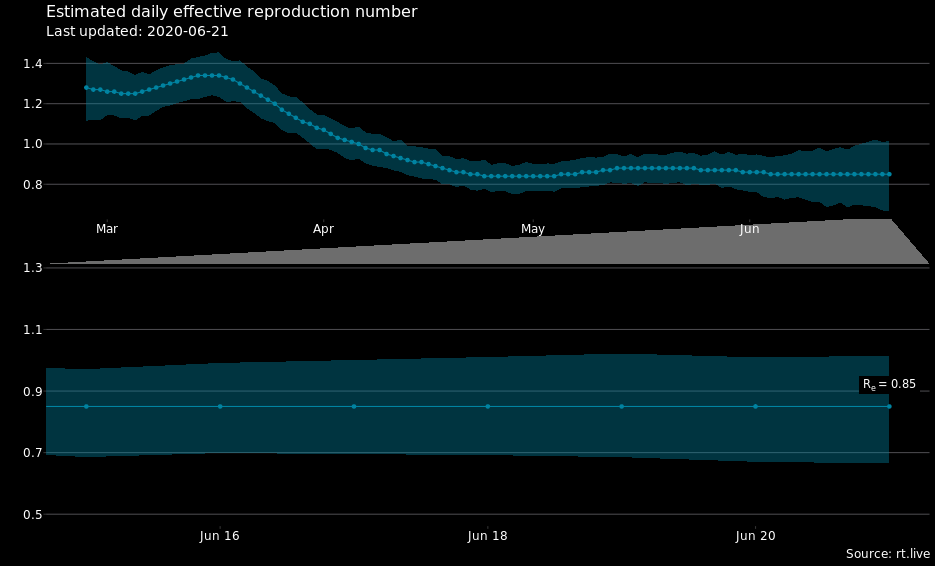 Estimated daily effective reproduction number
Last updated: 2020-06-21
1.4
1.2
1.0
0.8
Mar Apr May Jun
1.3
1.1
0.9
Re = 0.85
0.7
0.5
Jun 16 Jun 18 Jun 20
Source: rt.live